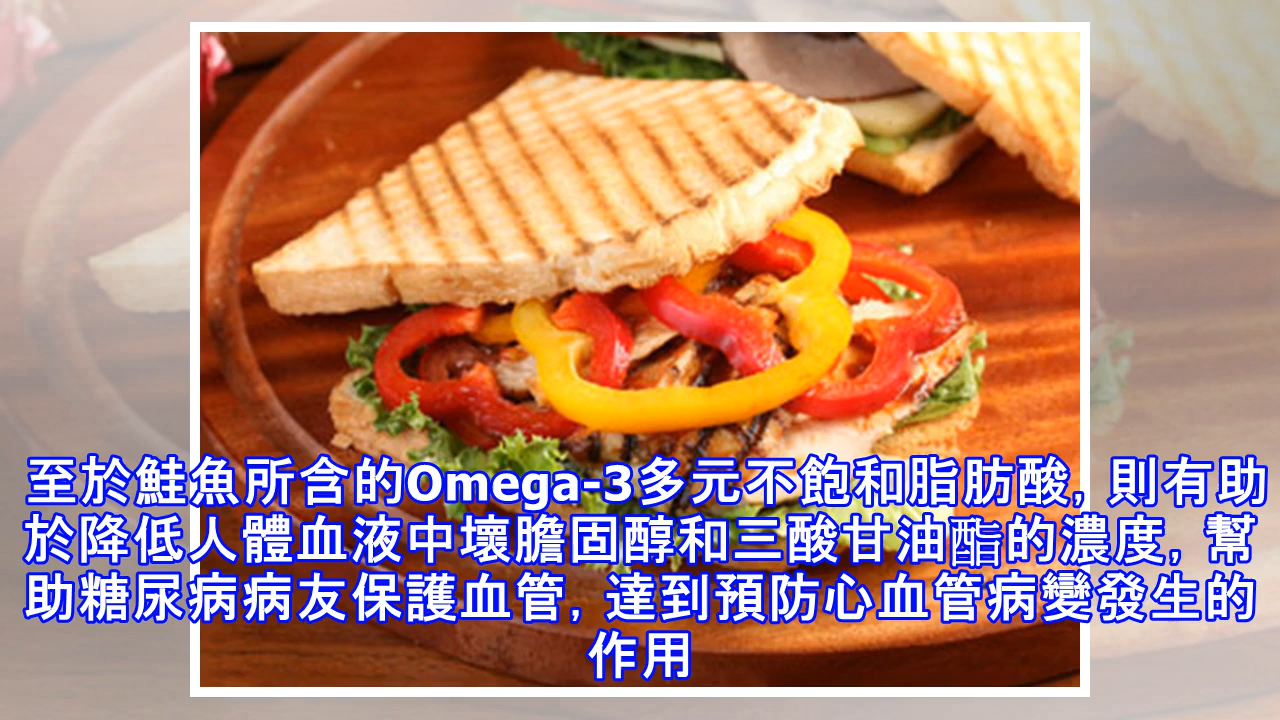 至於鮭魚所含的Omega-3多元不飽和脂肪酸, 則有助
於降低人體血液中壞膽固醇和三酸甘油酯的濃度, 幫
助糖尿病病友保護血管, 達到預防心血管病變發生的
作用